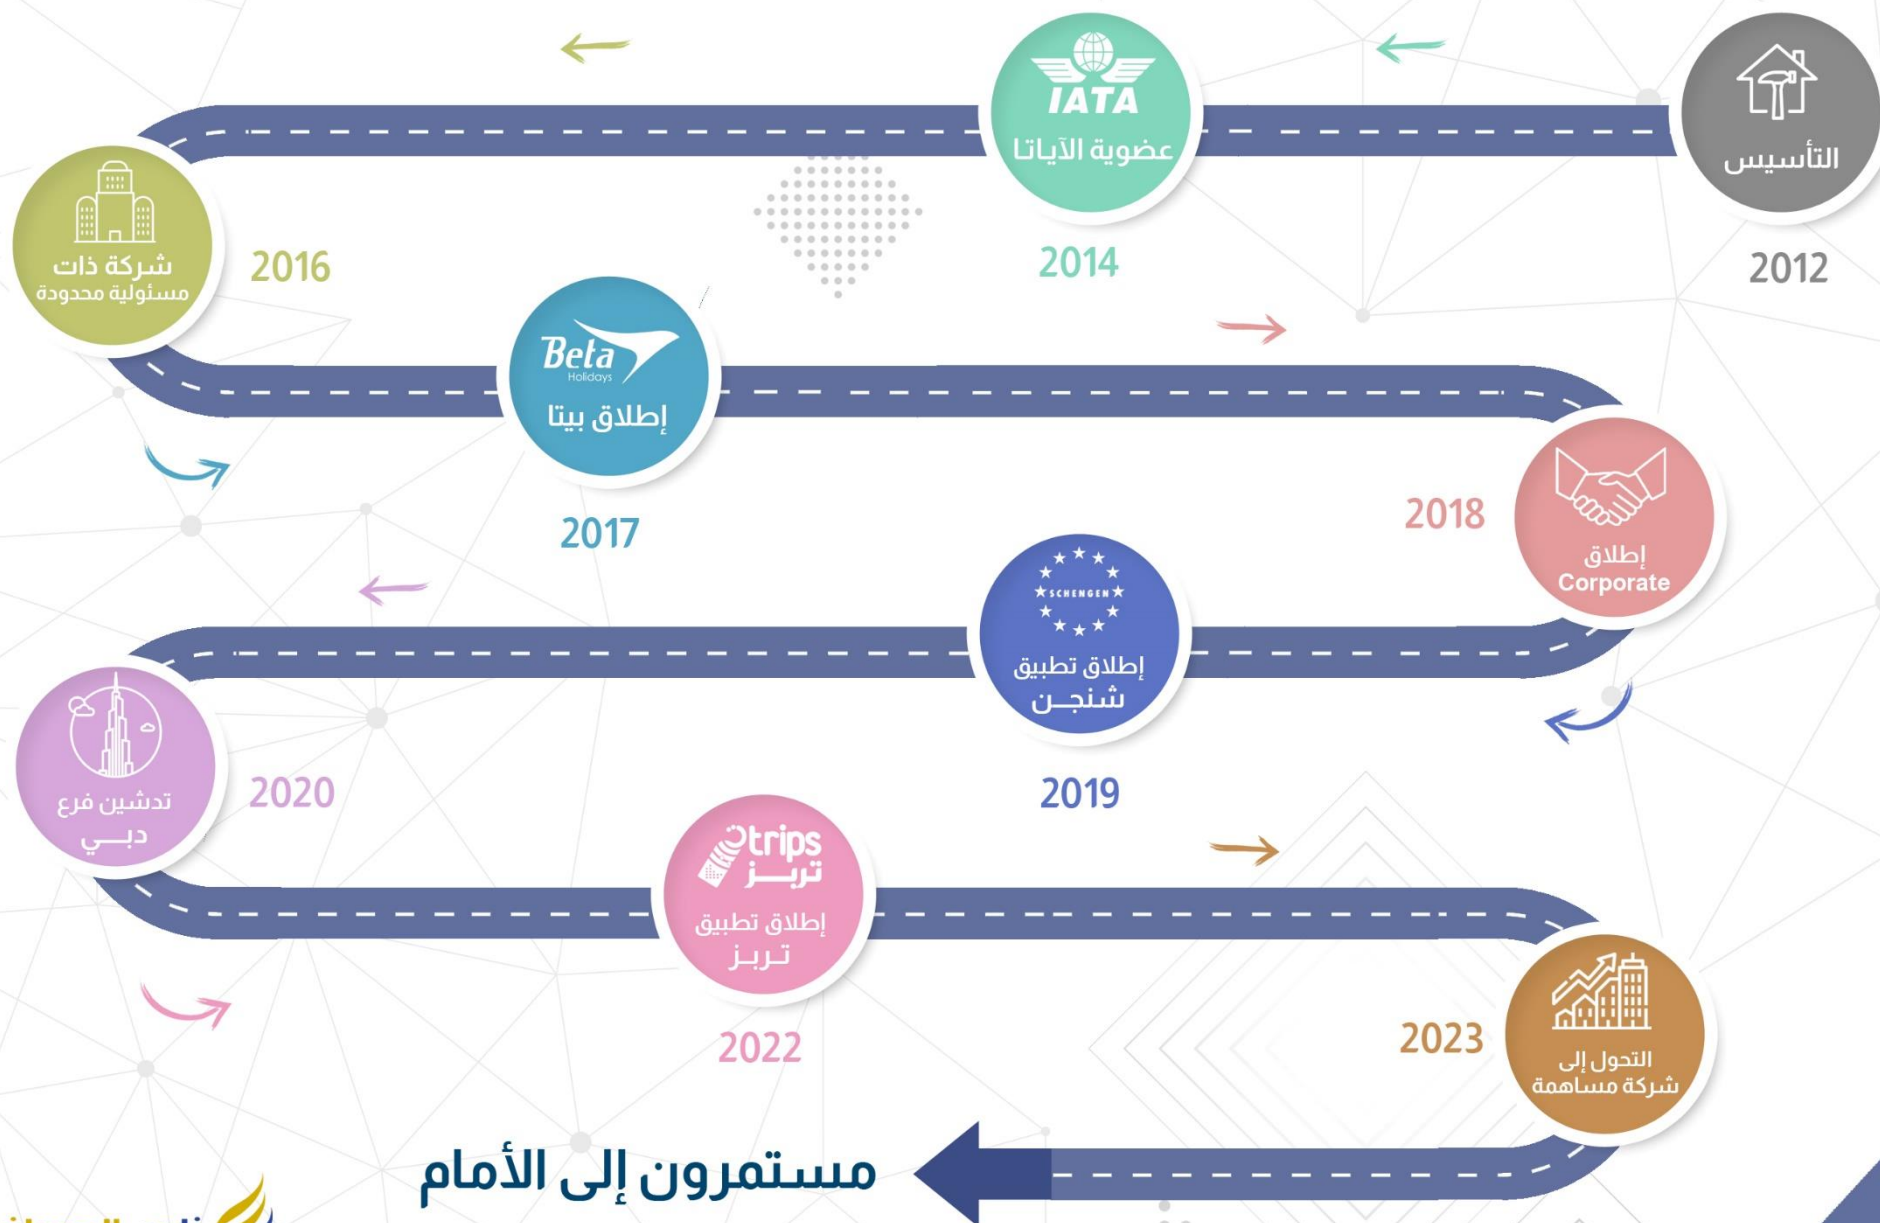 التأسيس
2012
IATA
عضوية الآياتا
2014
شركة ذات
مسئولية محدودة
2016
Beta
Holidays
إطلاق بيتا
2017
إطلاق
Corporate
2018
SCHENGEN
إطلاق تطبيق
شنجــن
2019
تدشين فرع
دبـــي
2020
trips
تربــز
إطلاق تطبيق
تـربـز
2022
التحول إلى
شركة مساهمة
2023
مستمرون إلى الأمام